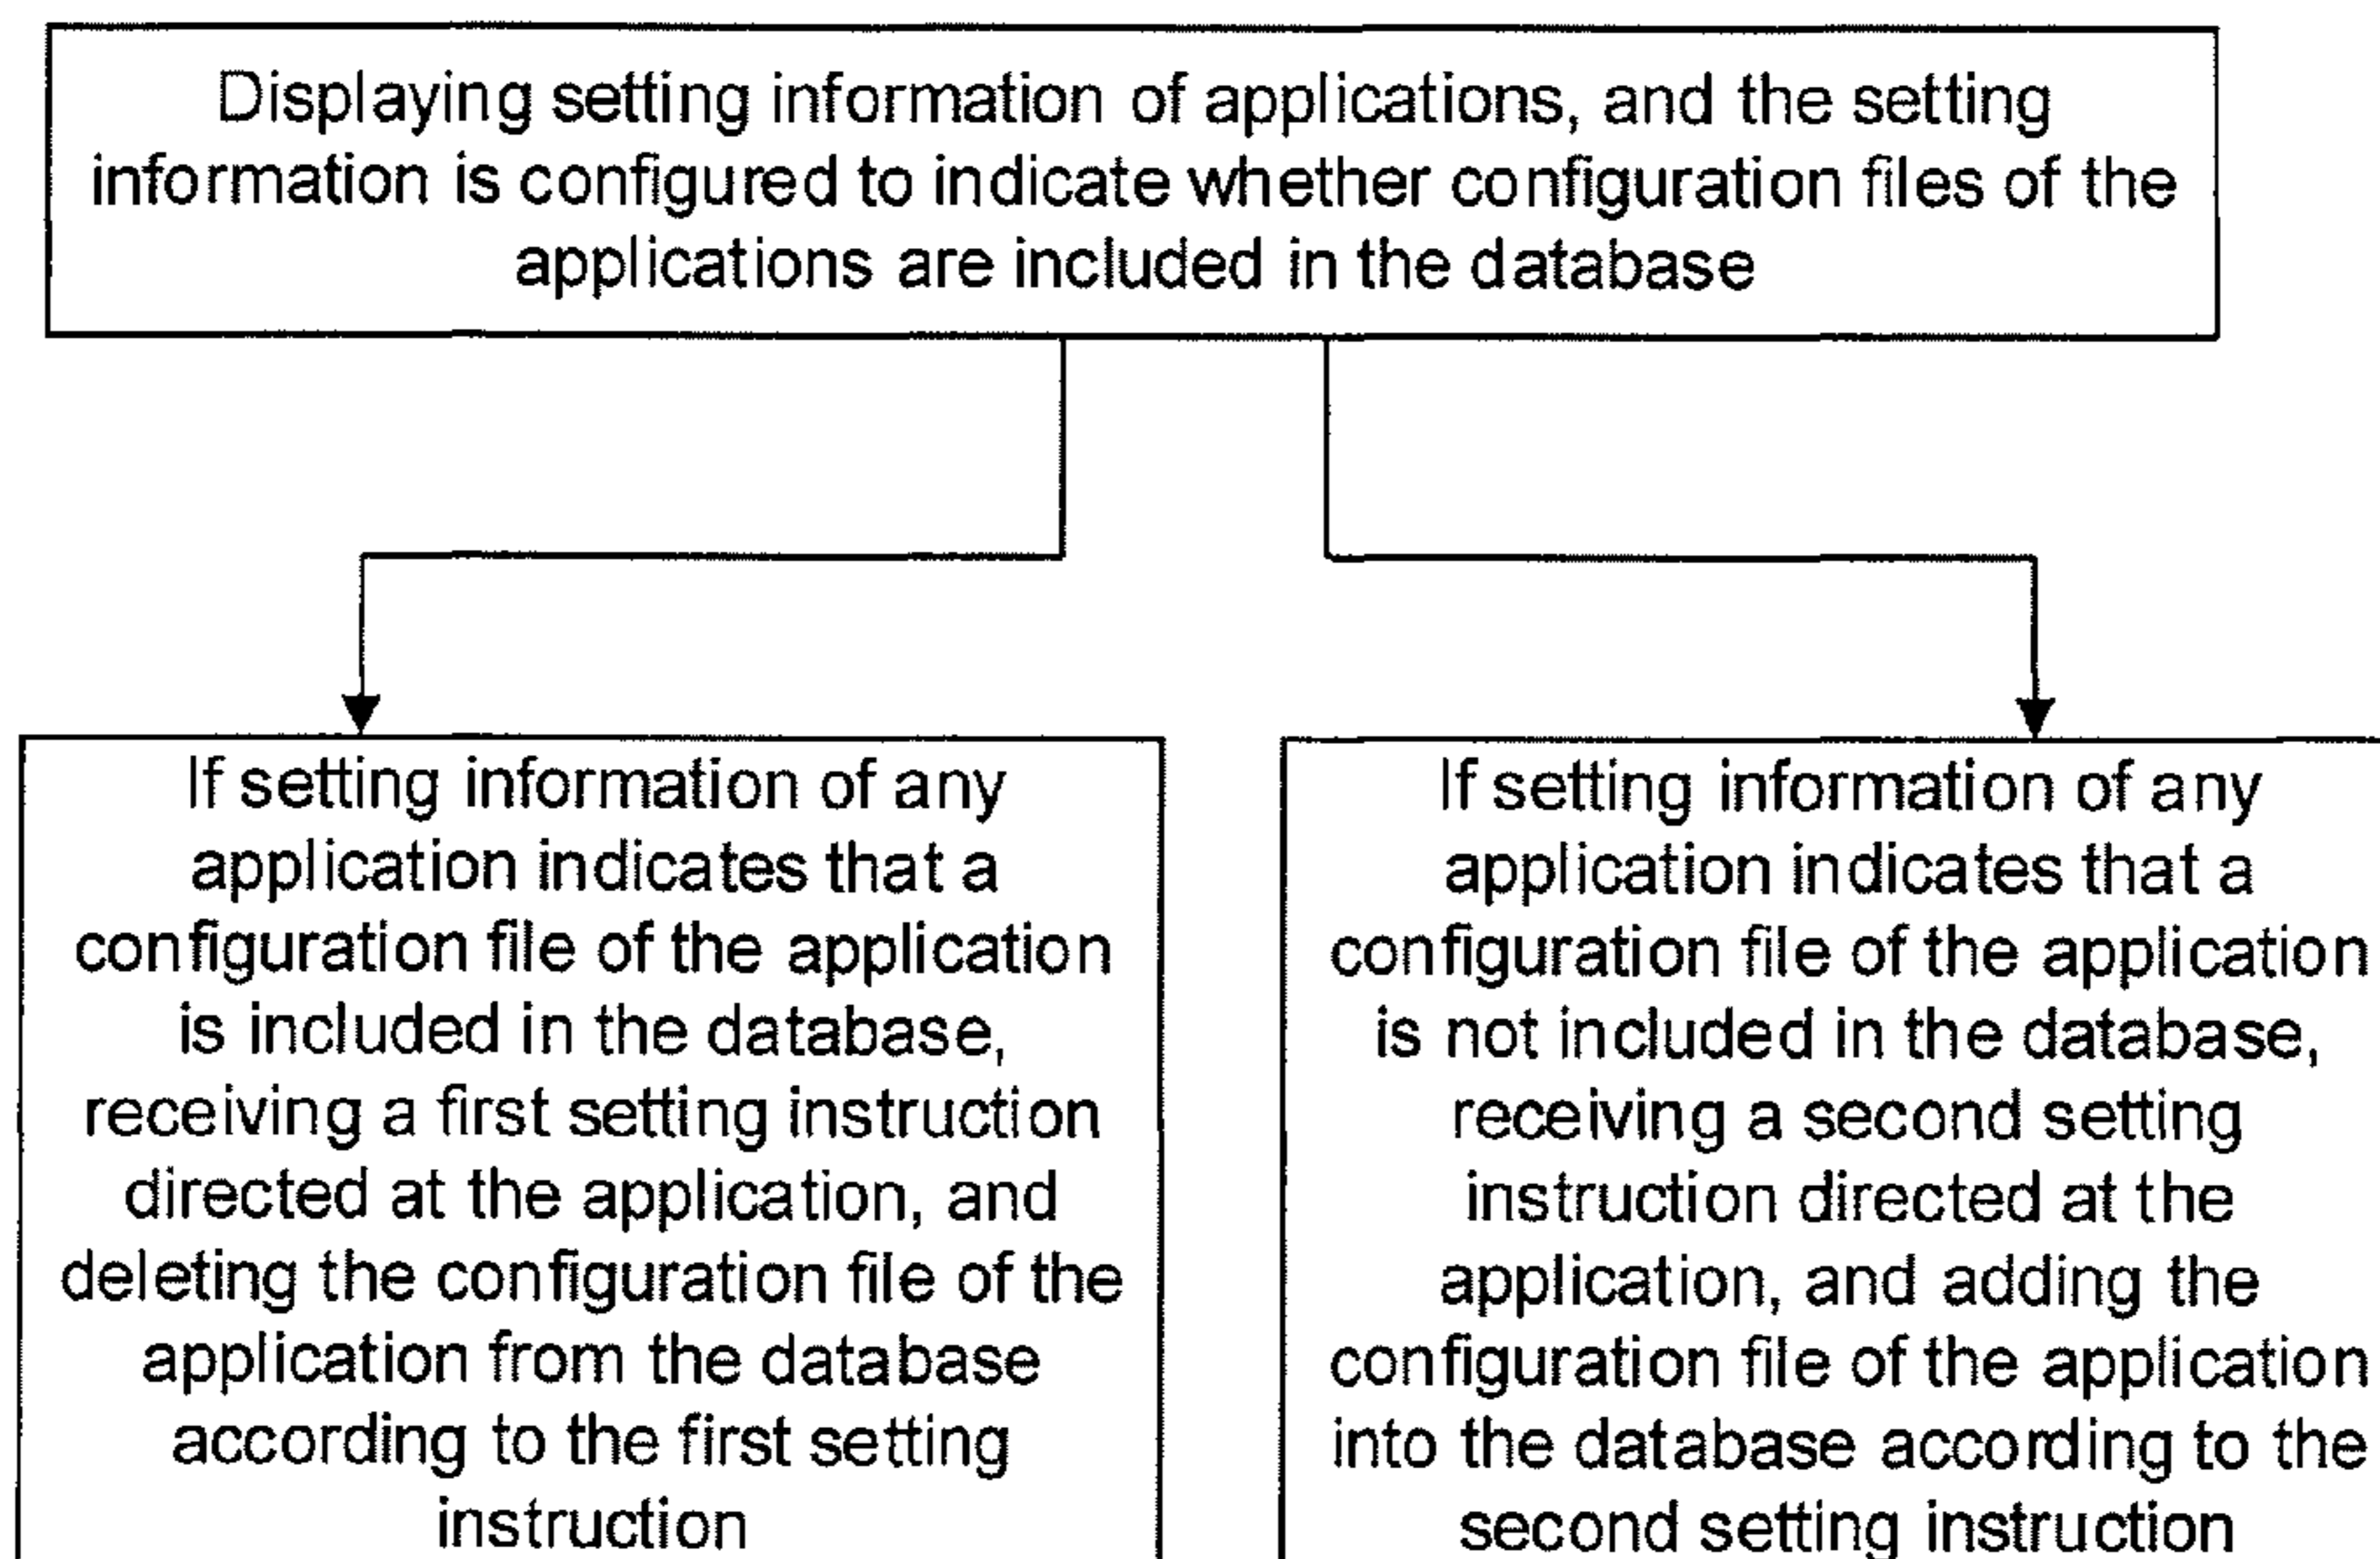 Displaying setting information of applications, and the setting
information is configured to indicate whether configuration files of the
applications are included in the database
If setting information of any
application indicates that a
configuration file of the application
is included in the database,
receiving a first setting instruction
directed at the application, and
deleting the configuration file of the
application from the database
according to the first setting
instruction
If setting information of any
application indicates that a
configuration file of the application
is not included in the database,
receiving a second setting
instruction directed at the
application, and adding the
configuration file of the application
into the database according to the
second setting instruction